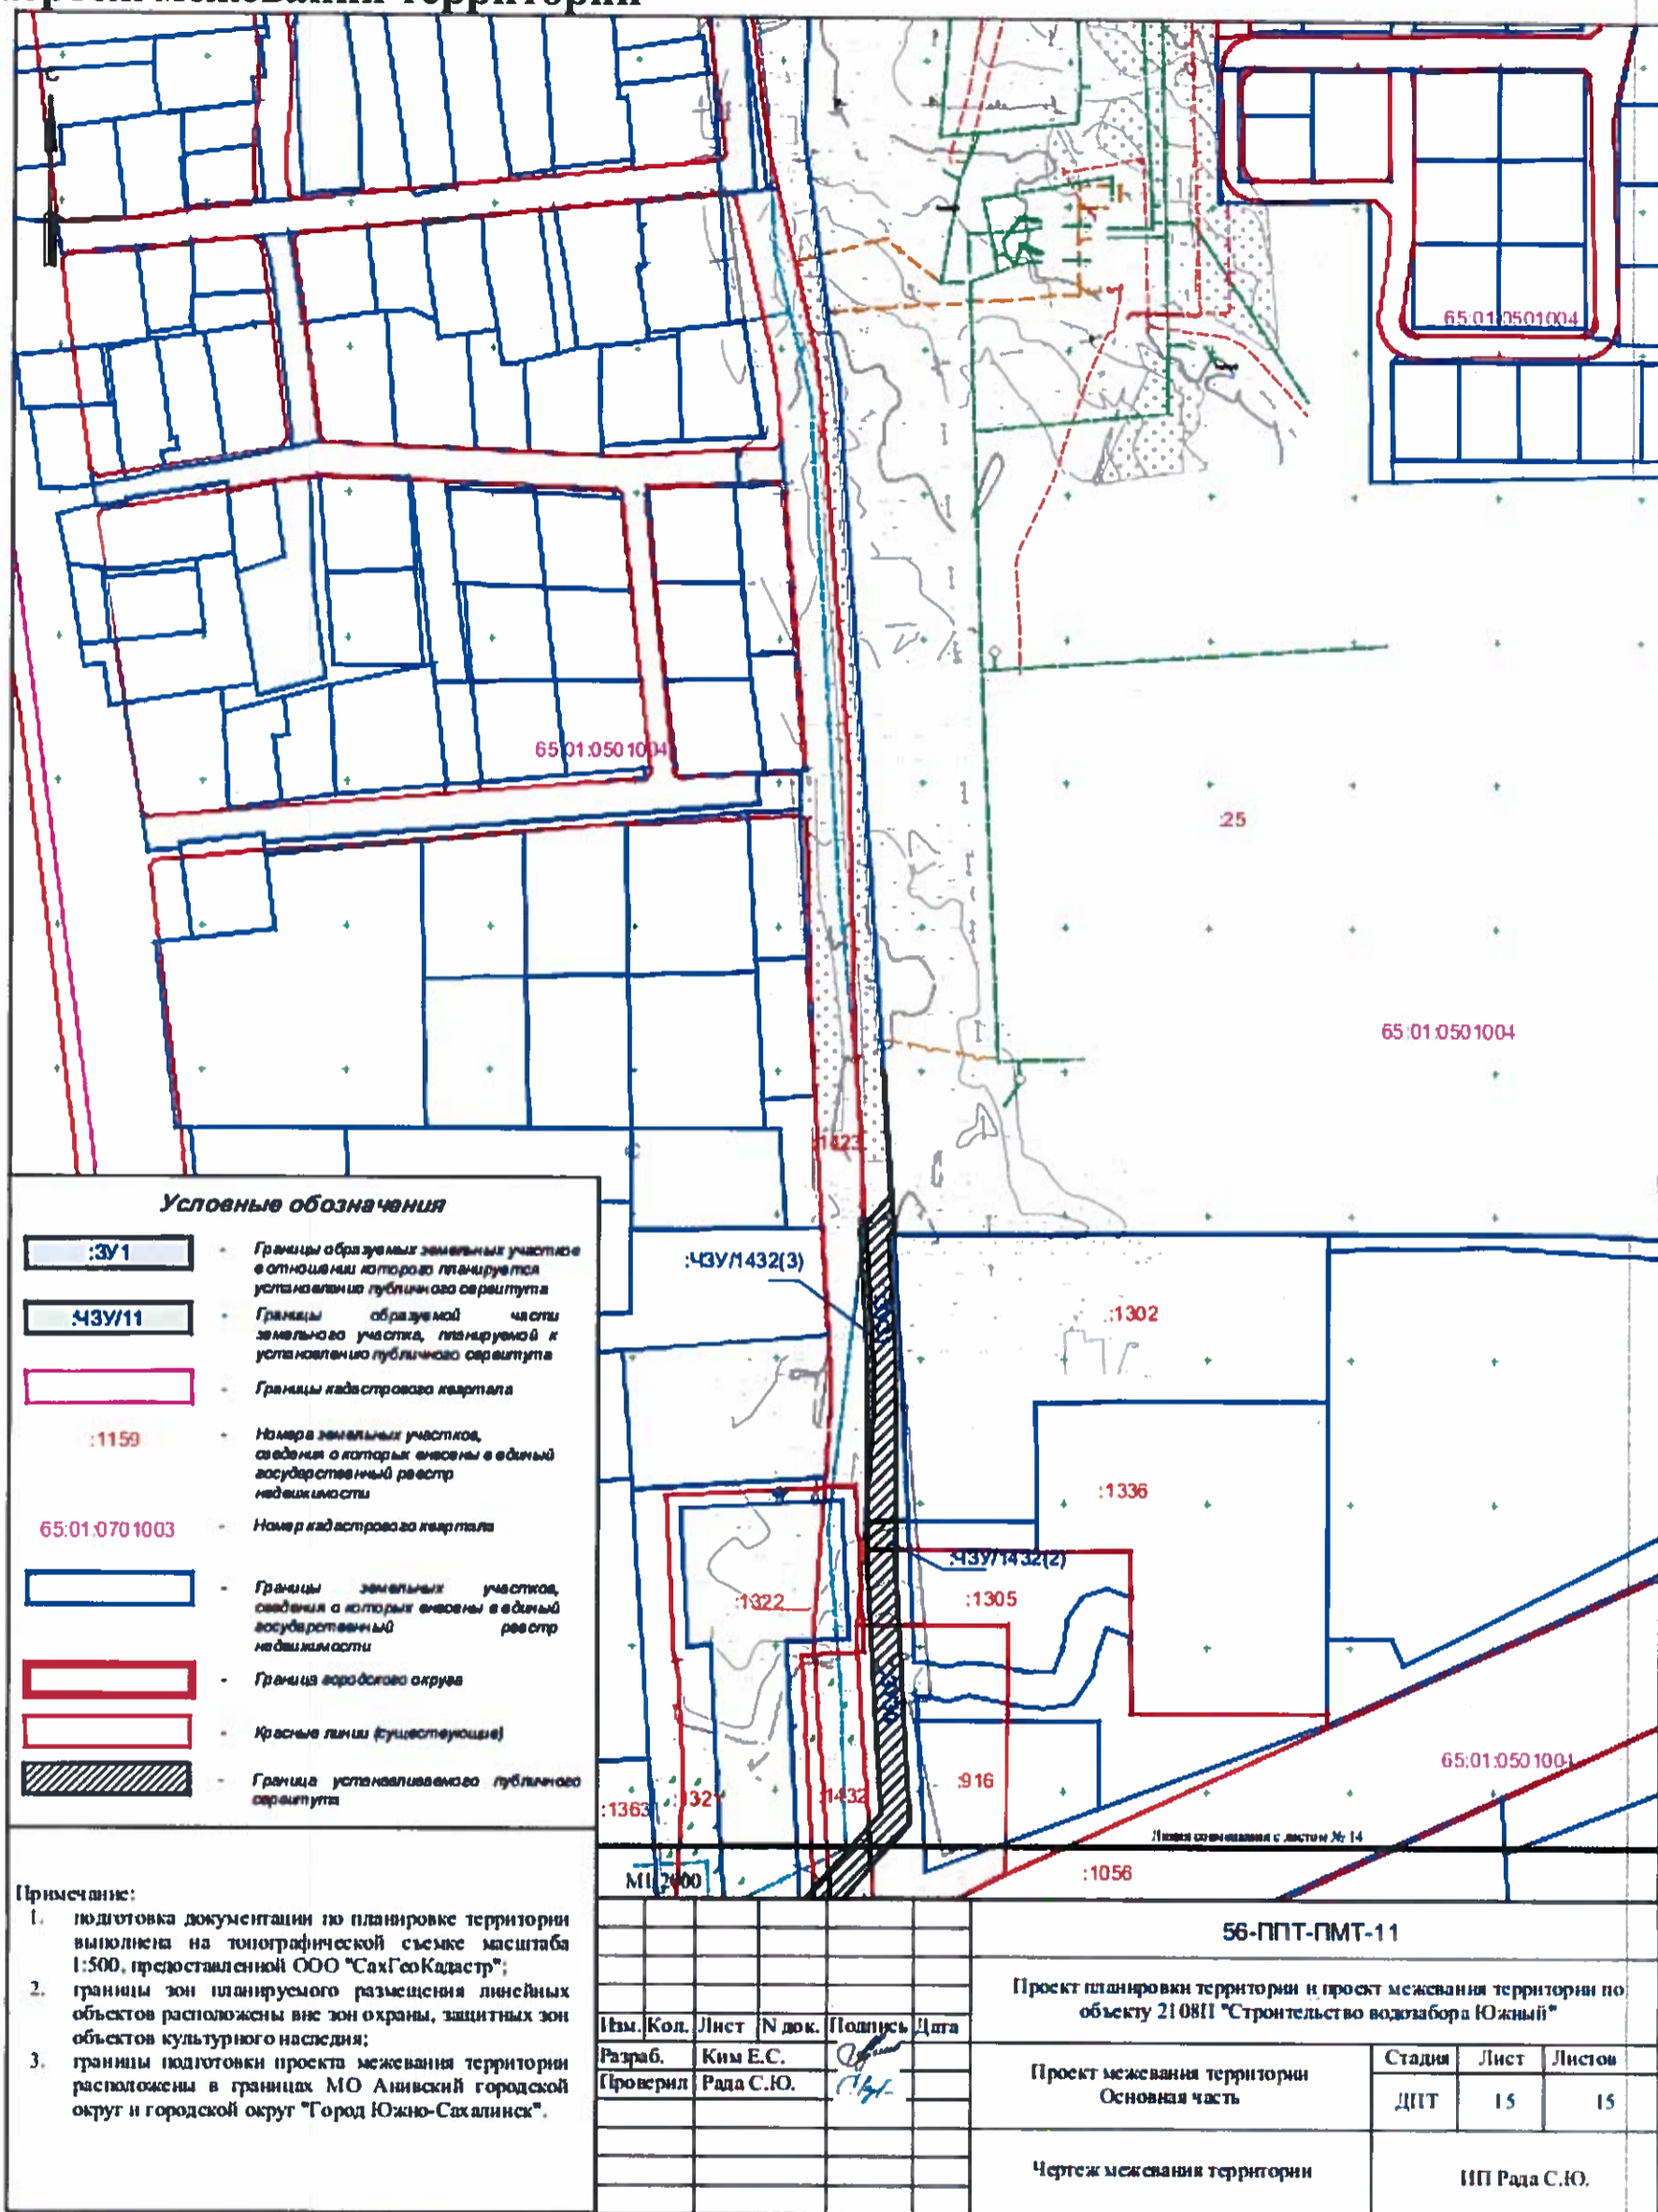 С
65:01:0501004
65:01:0501004
:25
65:01:0501004
:1423
:ЧЗУ/1432(3)
:1302
:1336
:ЧЗУ/1432(2)
:1322
:1305
65:01:0501001
:916
:1363
:132
:1432
Линия совмещения с листом № 14
:1056
М1:2000
Условные обозначения
:ЗУ1
- Границы образуемых земельных участков
в отношении которого планируется
установление публичного сервитута
:ЧЗУ/11
- Границы образуемой части
земельного участка, планируемой к
установлению публичного сервитута
- Границы кадастрового квартала
:1159
- Номера земельных участков,
сведения о которых внесены в единый
государственный реестр
недвижимости
65:01:0701003
- Номер кадастрового квартала
- Границы земельных участков,
сведения о которых внесены в единый
государственный реестр
недвижимости
- Граница городского округа
- Красные линии (существующие)
- Граница устанавливаемого публичного
сервитута
Примечание:
1. подготовка документации по планировке территории
выполнена на топографической съемке масштаба
1:500, предоставленной ООО "СахГеоКадастр";
2. границы зон планируемого размещения линейных
объектов расположены вне зон охраны, защитных зон
объектов культурного наследия;
3. границы подготовки проекта межевания территории
расположены в границах МО Анивский городской
округ и городской округ "Город Южно-Сахалинск".
56-ППТ-ПМТ-11
Проект планировки территории и проект межевания территории по
объекту 2108П "Строительство водозабора Южный"
Изм. Кол. Лист N док. Подпись Дата
Разраб. Ким Е.С.
Проверил Рада С.Ю.
Проект межевания территории
Основная часть
Стадия Лист Листов
ДПТ 15 15
Чертеж межевания территории
ИП Рада С.Ю.